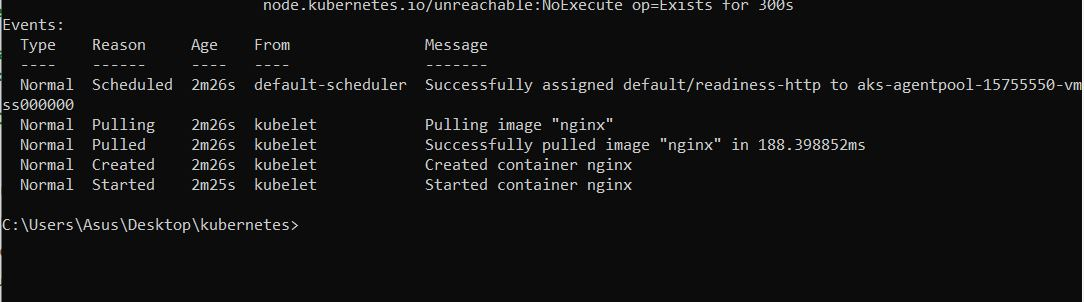 node.kubernetes.io/unreachable:NoExecute op=Exists for 300s
Events:
  Type    Reason     Age    From               Message
  ----    ------     ----   ----               -------
  Normal  Scheduled  2m26s  default-scheduler  Successfully assigned default/readiness-http to aks-agentpool-15755550-vm
ss000000
  Normal  Pulling    2m26s  kubelet            Pulling image "nginx"
  Normal  Pulled     2m26s  kubelet            Successfully pulled image "nginx" in 188.398852ms
  Normal  Created    2m26s  kubelet            Created container nginx
  Normal  Started    2m25s  kubelet            Started container nginx
C:\Users\Asus\Desktop\kubernetes>